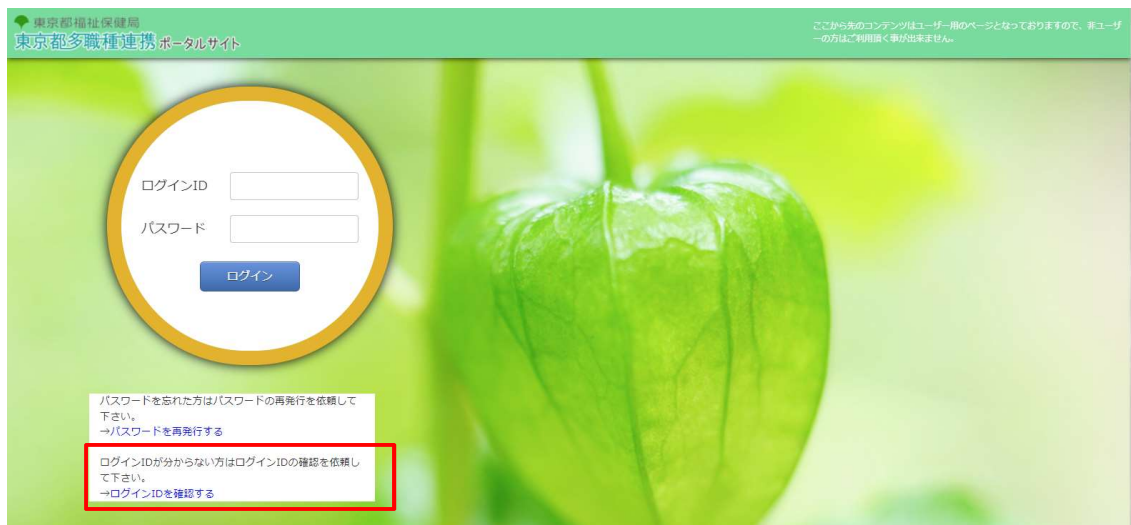 東京都福祉保健局
東京都多職種連携 ポータルサイト
ここから先のコンテンツはユーザー用のページとなっておりますので、非ユーザ
ーの方はご利用頂く事が出来ません。
ログインID
パスワード
ログイン
パスワードを忘れた方はパスワードの再発行を依頼して
下さい。
→パスワードを再発行する
ログインIDが分からない方はログインIDの確認を依頼し
て下さい。
→ログインIDを確認する